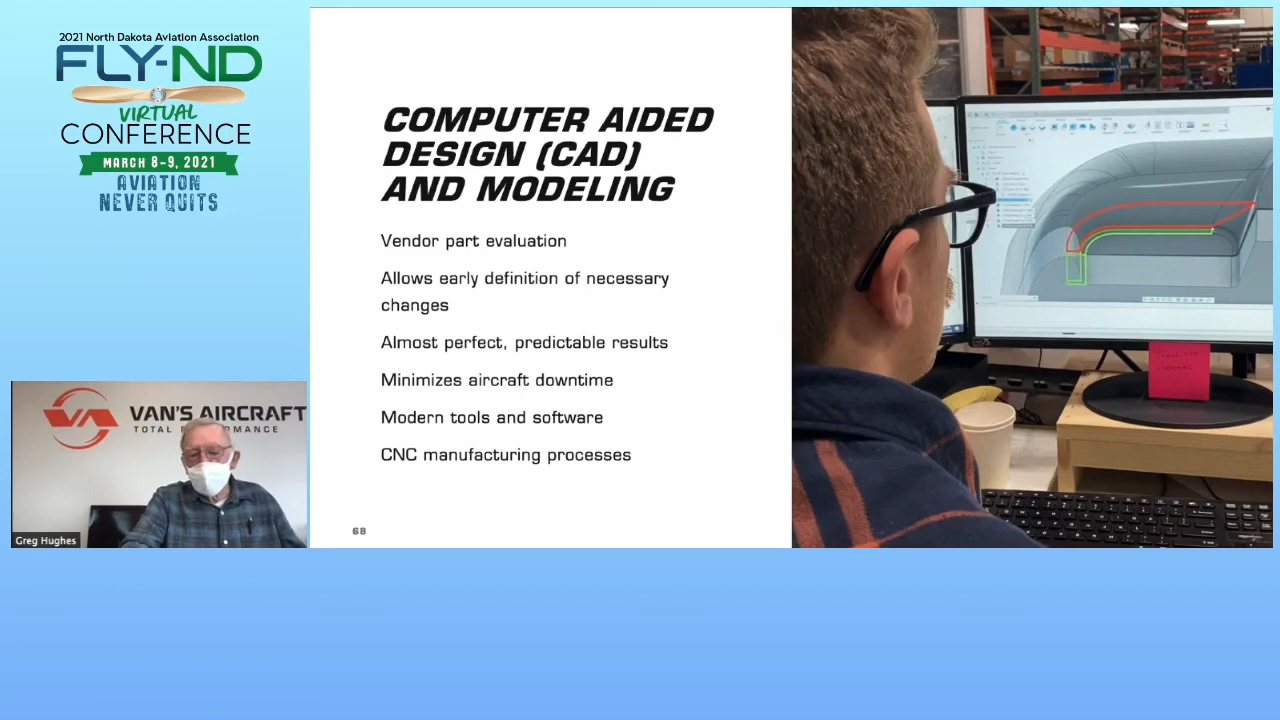 2021 North Dakota Aviation Association
FLY-ND
VIRTUAL
CONFERENCE
MARCH 8-9, 2021
AVIATION
NEVER QUITS
COMPUTER AIDED
DESIGN (CAD)
AND MODELING
Vendor part evaluation
Allows early definition of necessary
changes
Almost perfect, predictable results
Minimizes aircraft downtime
Modern tools and software
CNC manufacturing processes
68
VAN'S AIRCRAFT
Greg Hughes